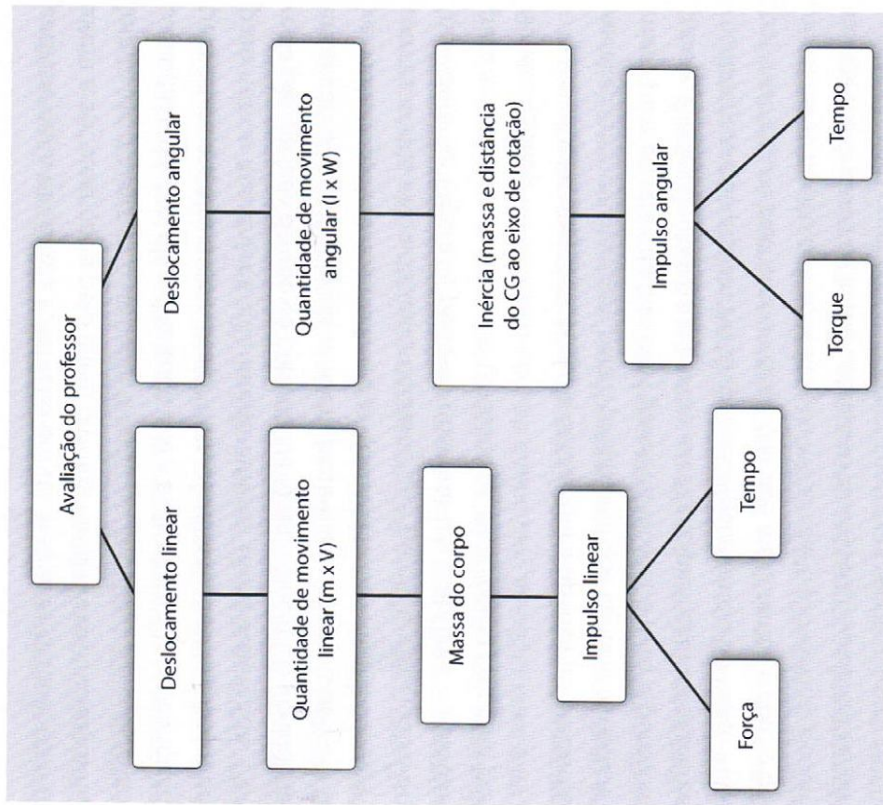 Avaliação do professor
Deslocamento linear
Quantidade de movimento
linear (m x V)
Massa do corpo
Impulso linear
Força
Tempo
Deslocamento angular
Quantidade de movimento
angular (I x W)
Inércia (massa e distância
do CG ao eixo de rotação)
Impulso angular
Torque
Tempo